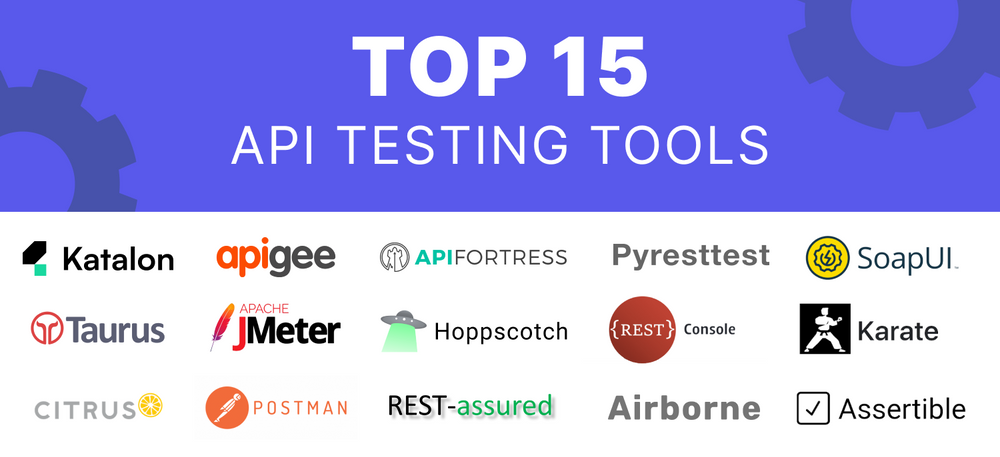 TOP 15
API TESTING TOOLS
Katalon
apigee
APIFORTRESS
Pyresttest
SoapUI™
Taurus
APACHE
JMeter
Hoppscotch
{REST} Console
Karate
CITRUS
POSTMAN
REST-assured
Airborne
Assertible